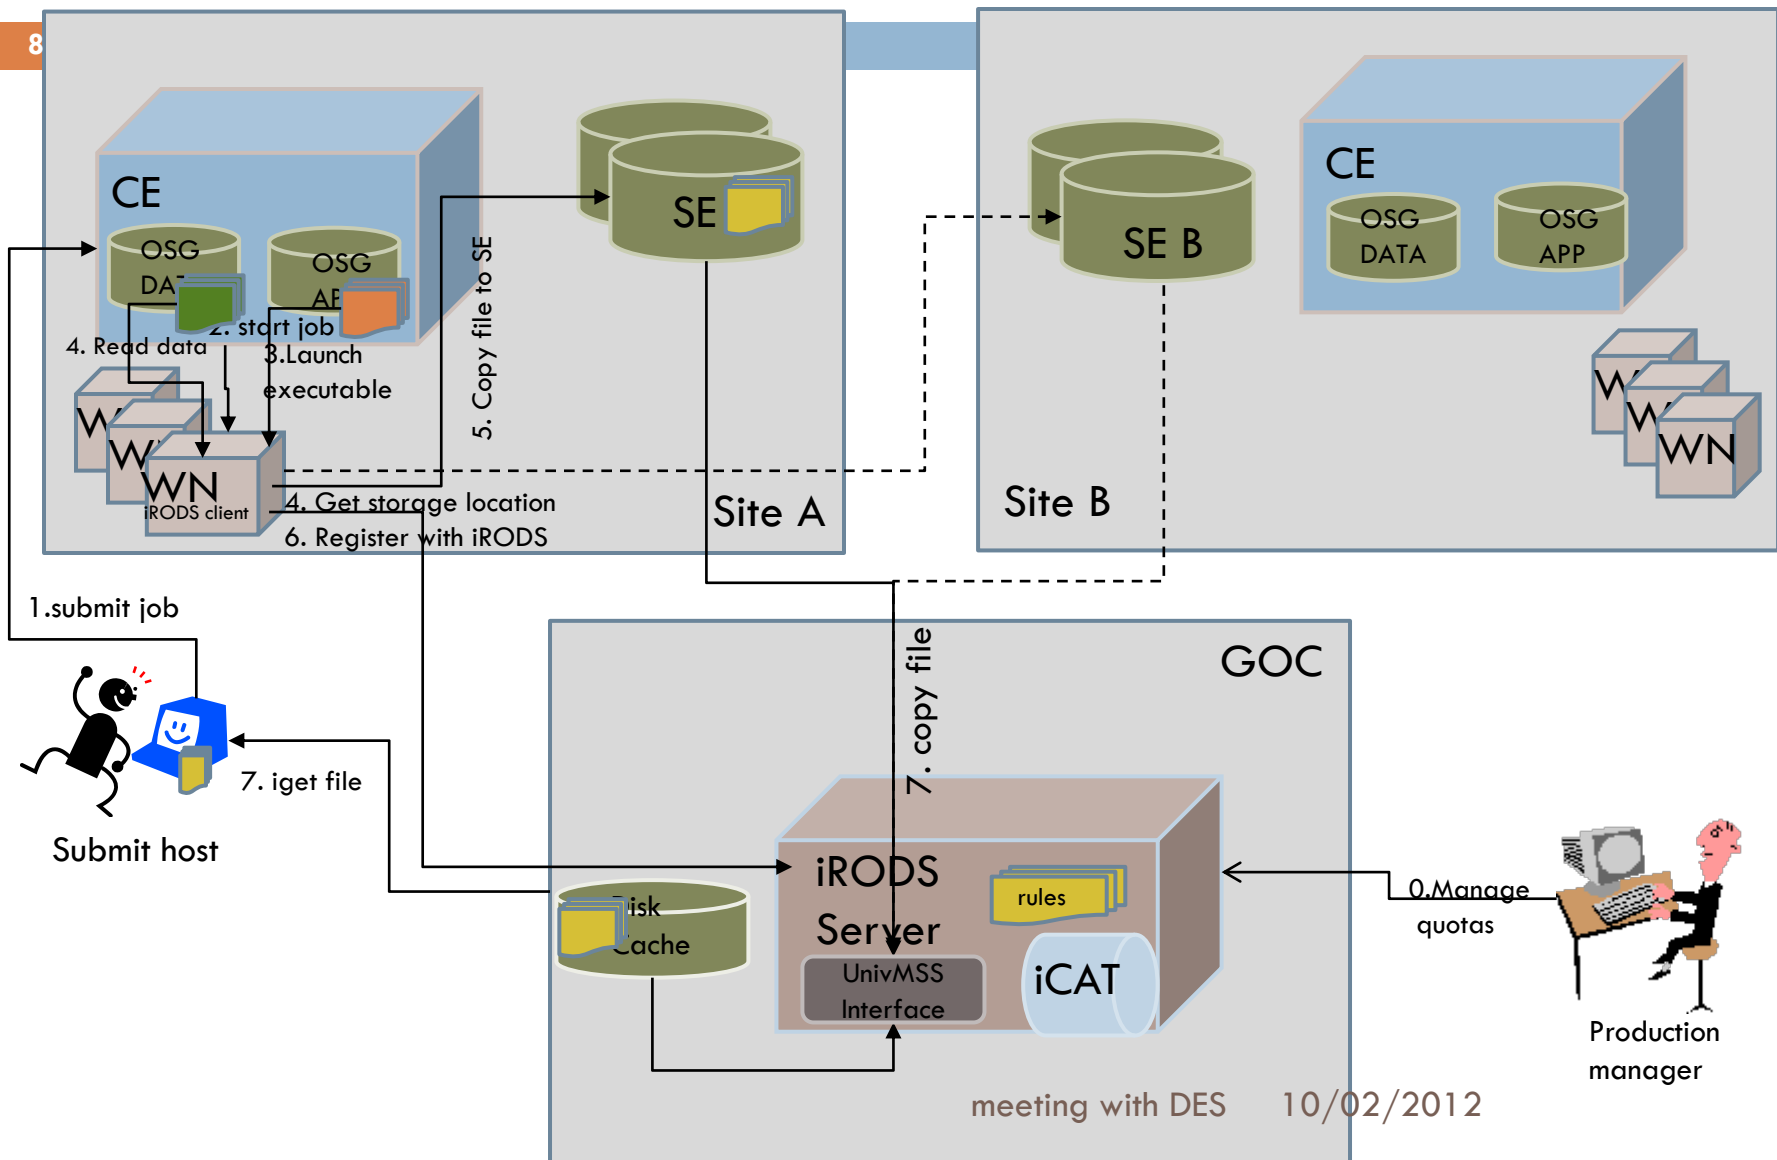 8
CE
OSG
DAT
OSG
AP
2. start job
4. Read data
3.Launch
executable
5. Copy file to SE
SE
W
W
WN
iRODS client
4. Get storage location
6. Register with iRODS
Site A
SE B
CE
OSG
DATA
OSG
APP
W
W
WN
Site B
1.submit job
7. iget file
Submit host
GOC
7. copy file
iRODS
Server
rules
Disk
Cache
UnivMSS
Interface
iCAT
0.Manage
quotas
Production
manager
meeting with DES 10/02/2012